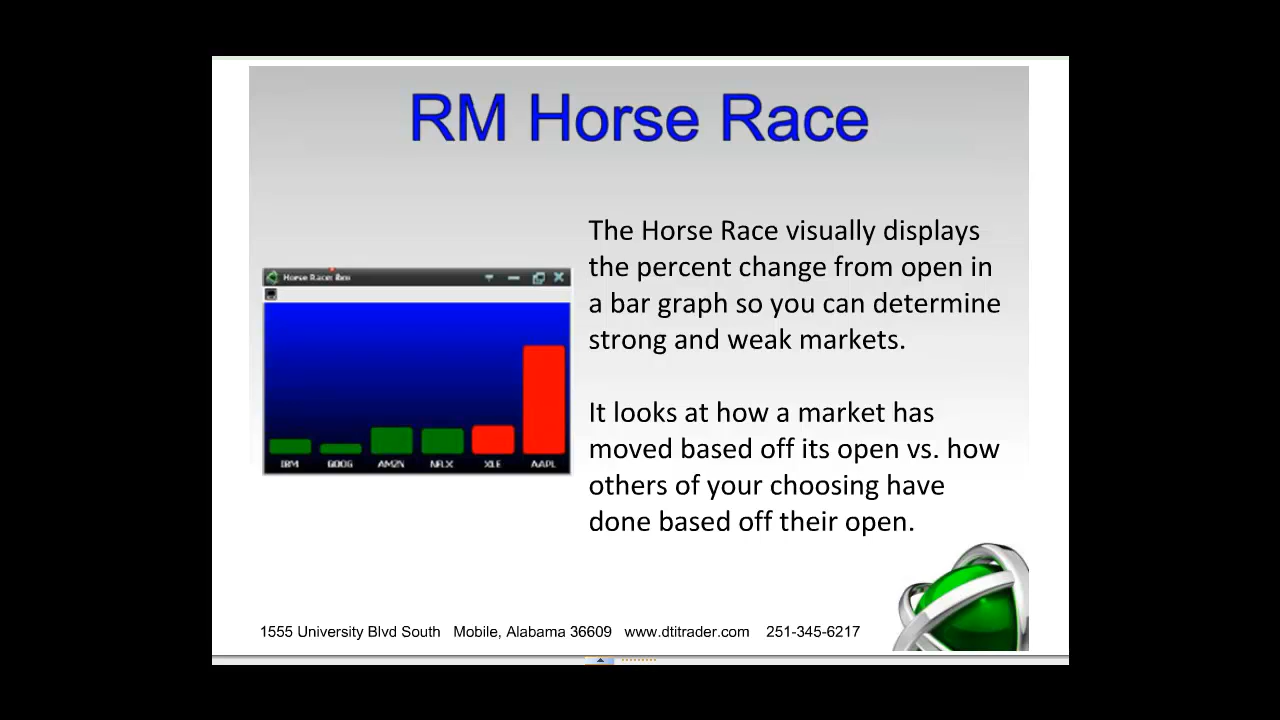 RM Horse Race
The Horse Race visually displays
the percent change from open in
a bar graph so you can determine
strong and weak markets.
It looks at how a market has
moved based off its open vs. how
others of your choosing have
done based off their open.
Horse Race:
IBM GOOG AMZN NFLX XLE AAPL
1555 University Blvd South Mobile, Alabama 36609 www.dtitrader.com 251-345-6217